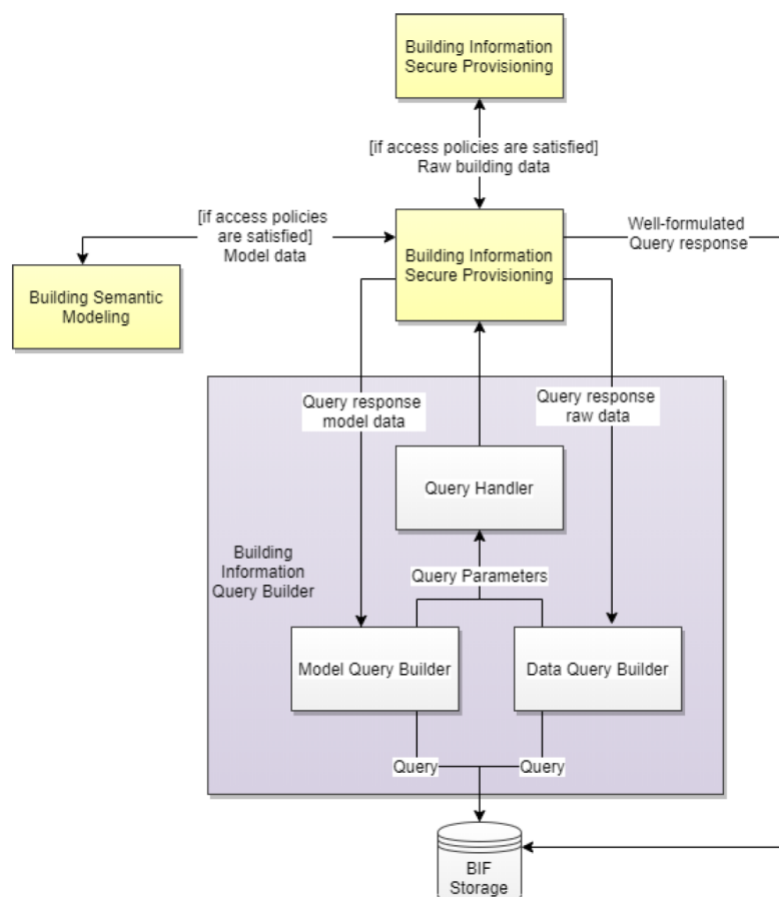 Building Information
Secure Provisioning
[if access policies are satisfied]
Raw building data
[if access policies
are satisfied]
Model data
Well-formulated
Query response
Building Information
Secure Provisioning
Building Semantic
Modeling
Query response
model data
Query response
raw data
Query Handler
Building
Information
Query Builder
Query Parameters
Model Query Builder
Data Query Builder
Query
Query
BIF
Storage